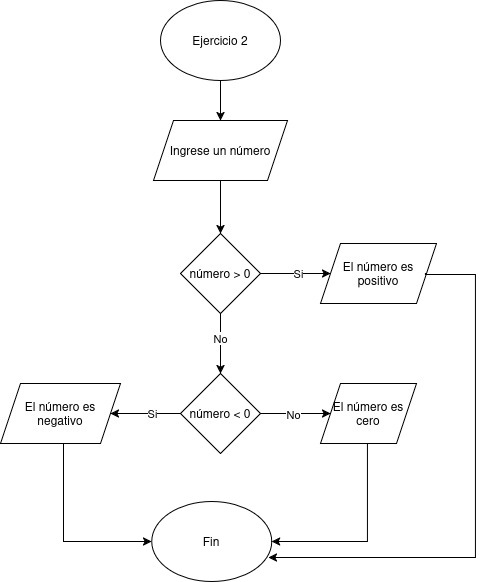 Ejercicio 2
Ingrese un número
número > 0
Si
El número es
positivo
No
El número es
negativo
Si
número < 0
No
El número es
cero
Fin